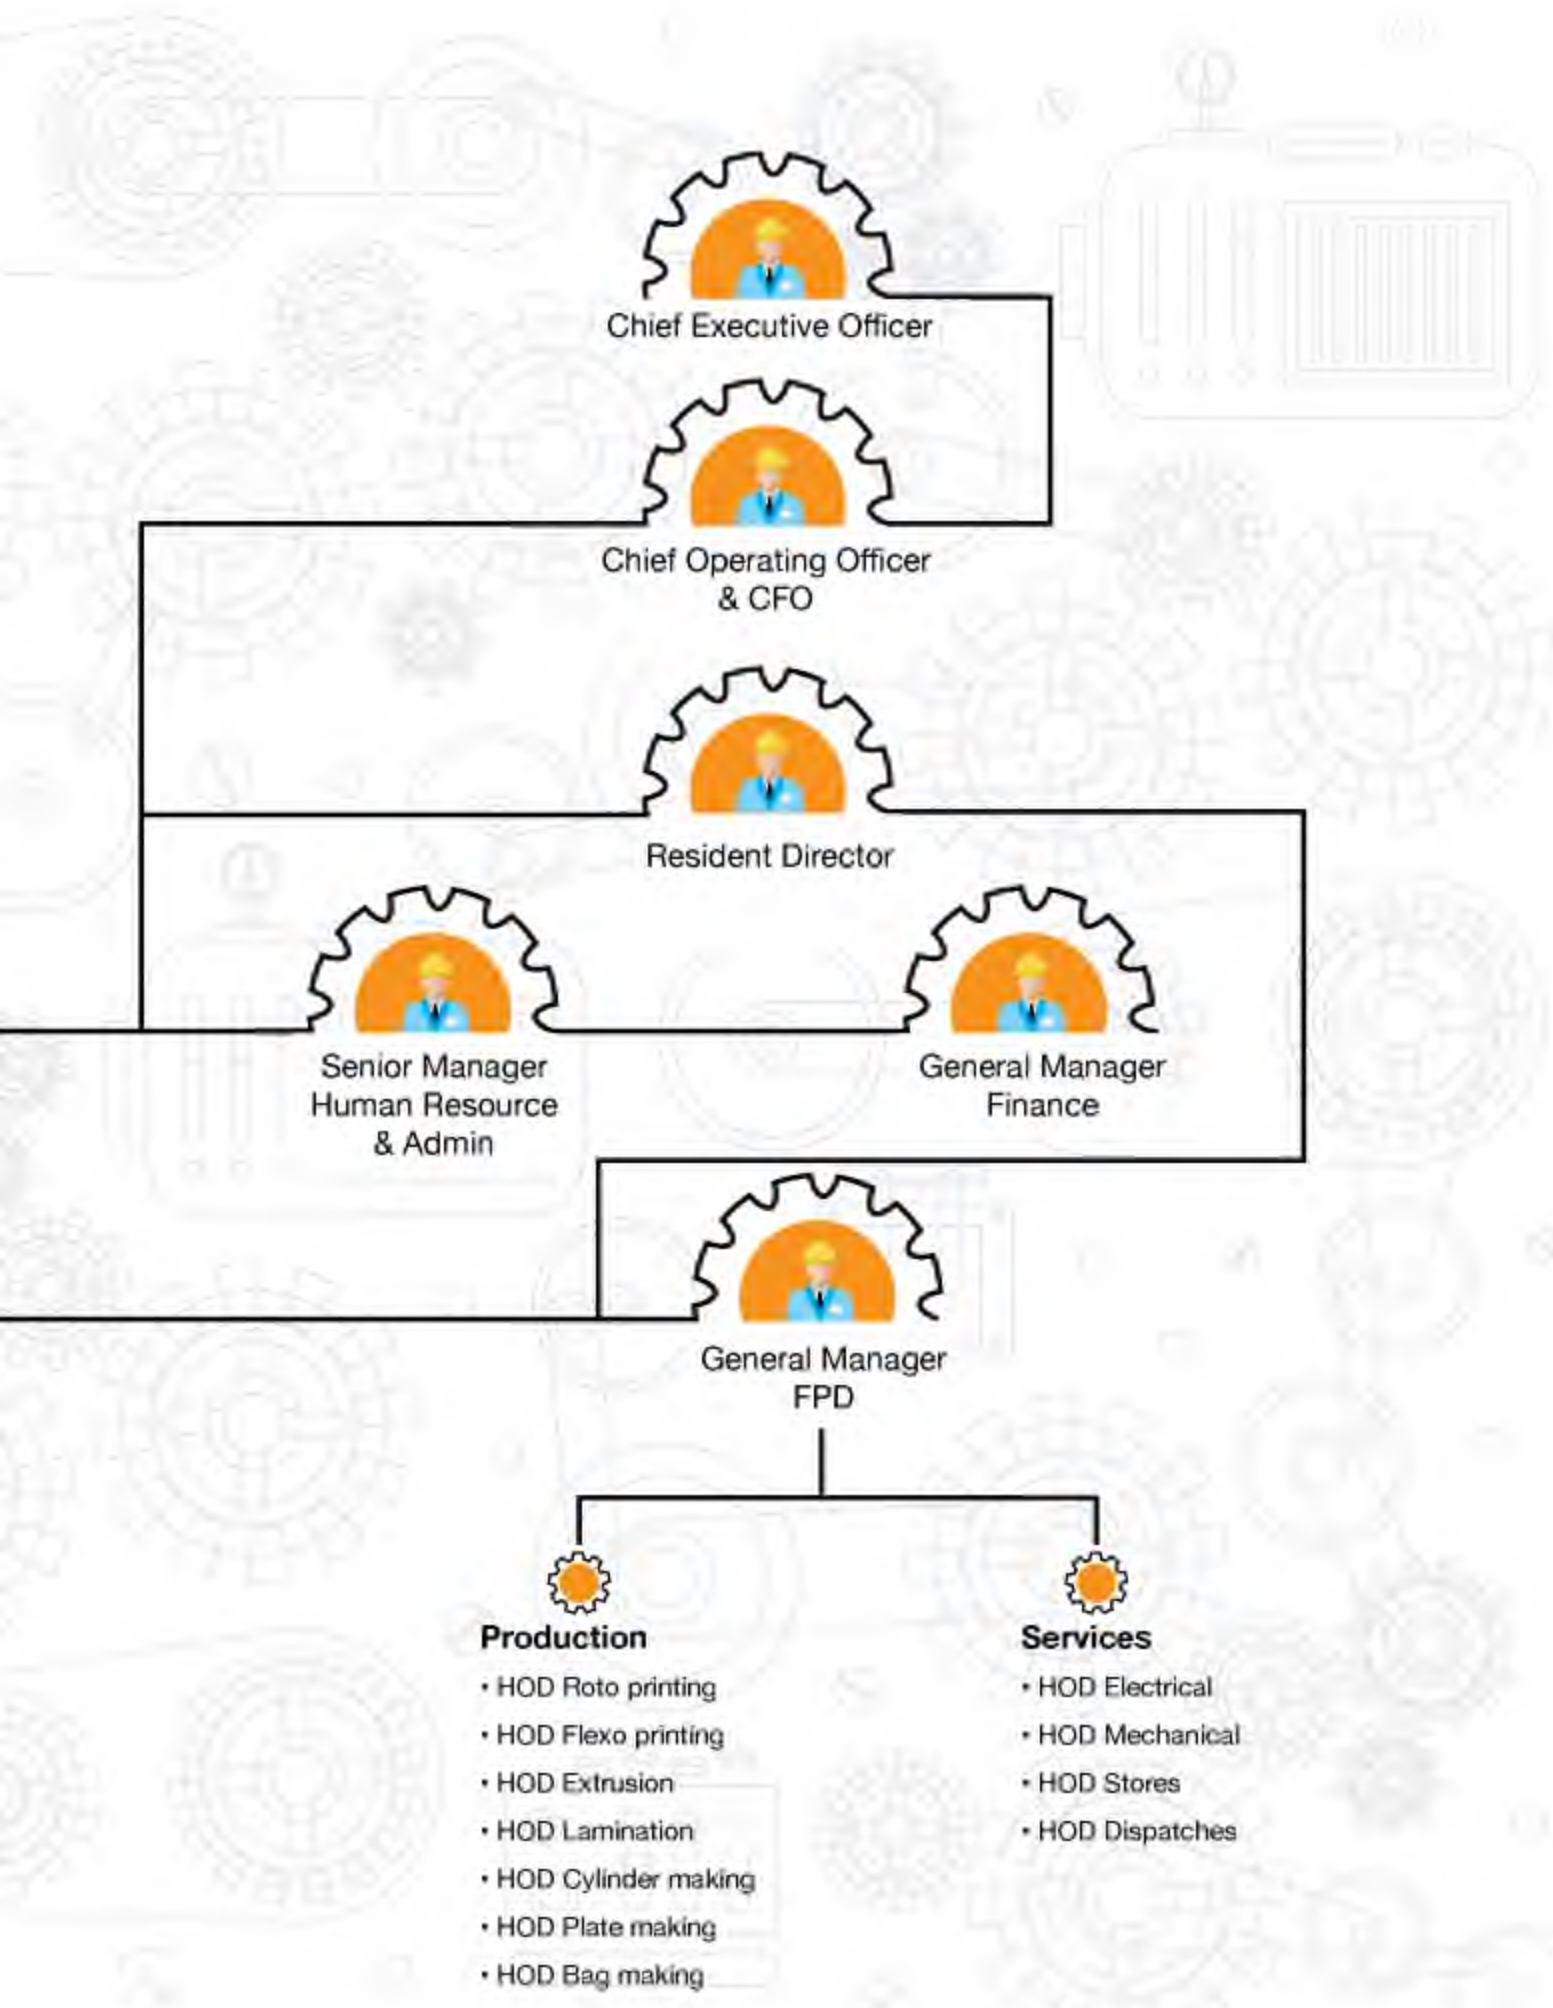 Chief Executive Officer
Chief Operating Officer
& CFO
Resident Director
Senior Manager
Human Resource
& Admin
General Manager
Finance
General Manager
FPD
Production
• HOD Roto printing
• HOD Flexo printing
• HOD Extrusion
• HOD Lamination
• HOD Cylinder making
• HOD Plate making
• HOD Bag making
Services
• HOD Electrical
• HOD Mechanical
• HOD Stores
• HOD Dispatches